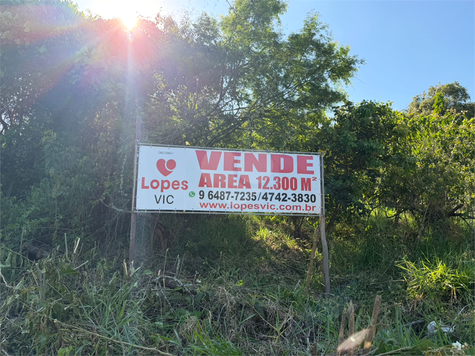 VENDE
Lopes
VIC
AREA 12.300 M²
9 6487-7235/4742-3830
www.lopesvic.com.br